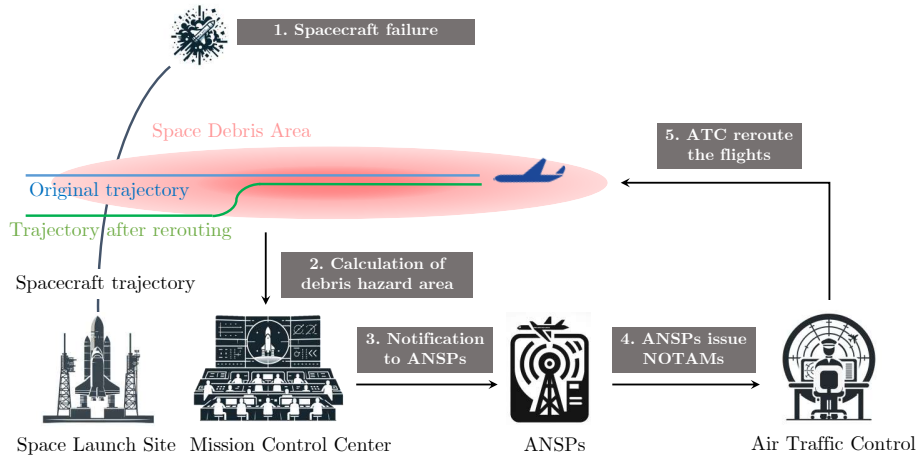 1. Spacecraft failure
Space Debris Area
5. ATC reroute
the flights
Original trajectory
Trajectory after rerouting
2. Calculation of
debris hazard area
Spacecraft trajectory
3. Notification
to ANSPs
4. ANSPs issue
NOTAMs
Space Launch Site
Mission Control Center
ANSPs
Air Traffic Control